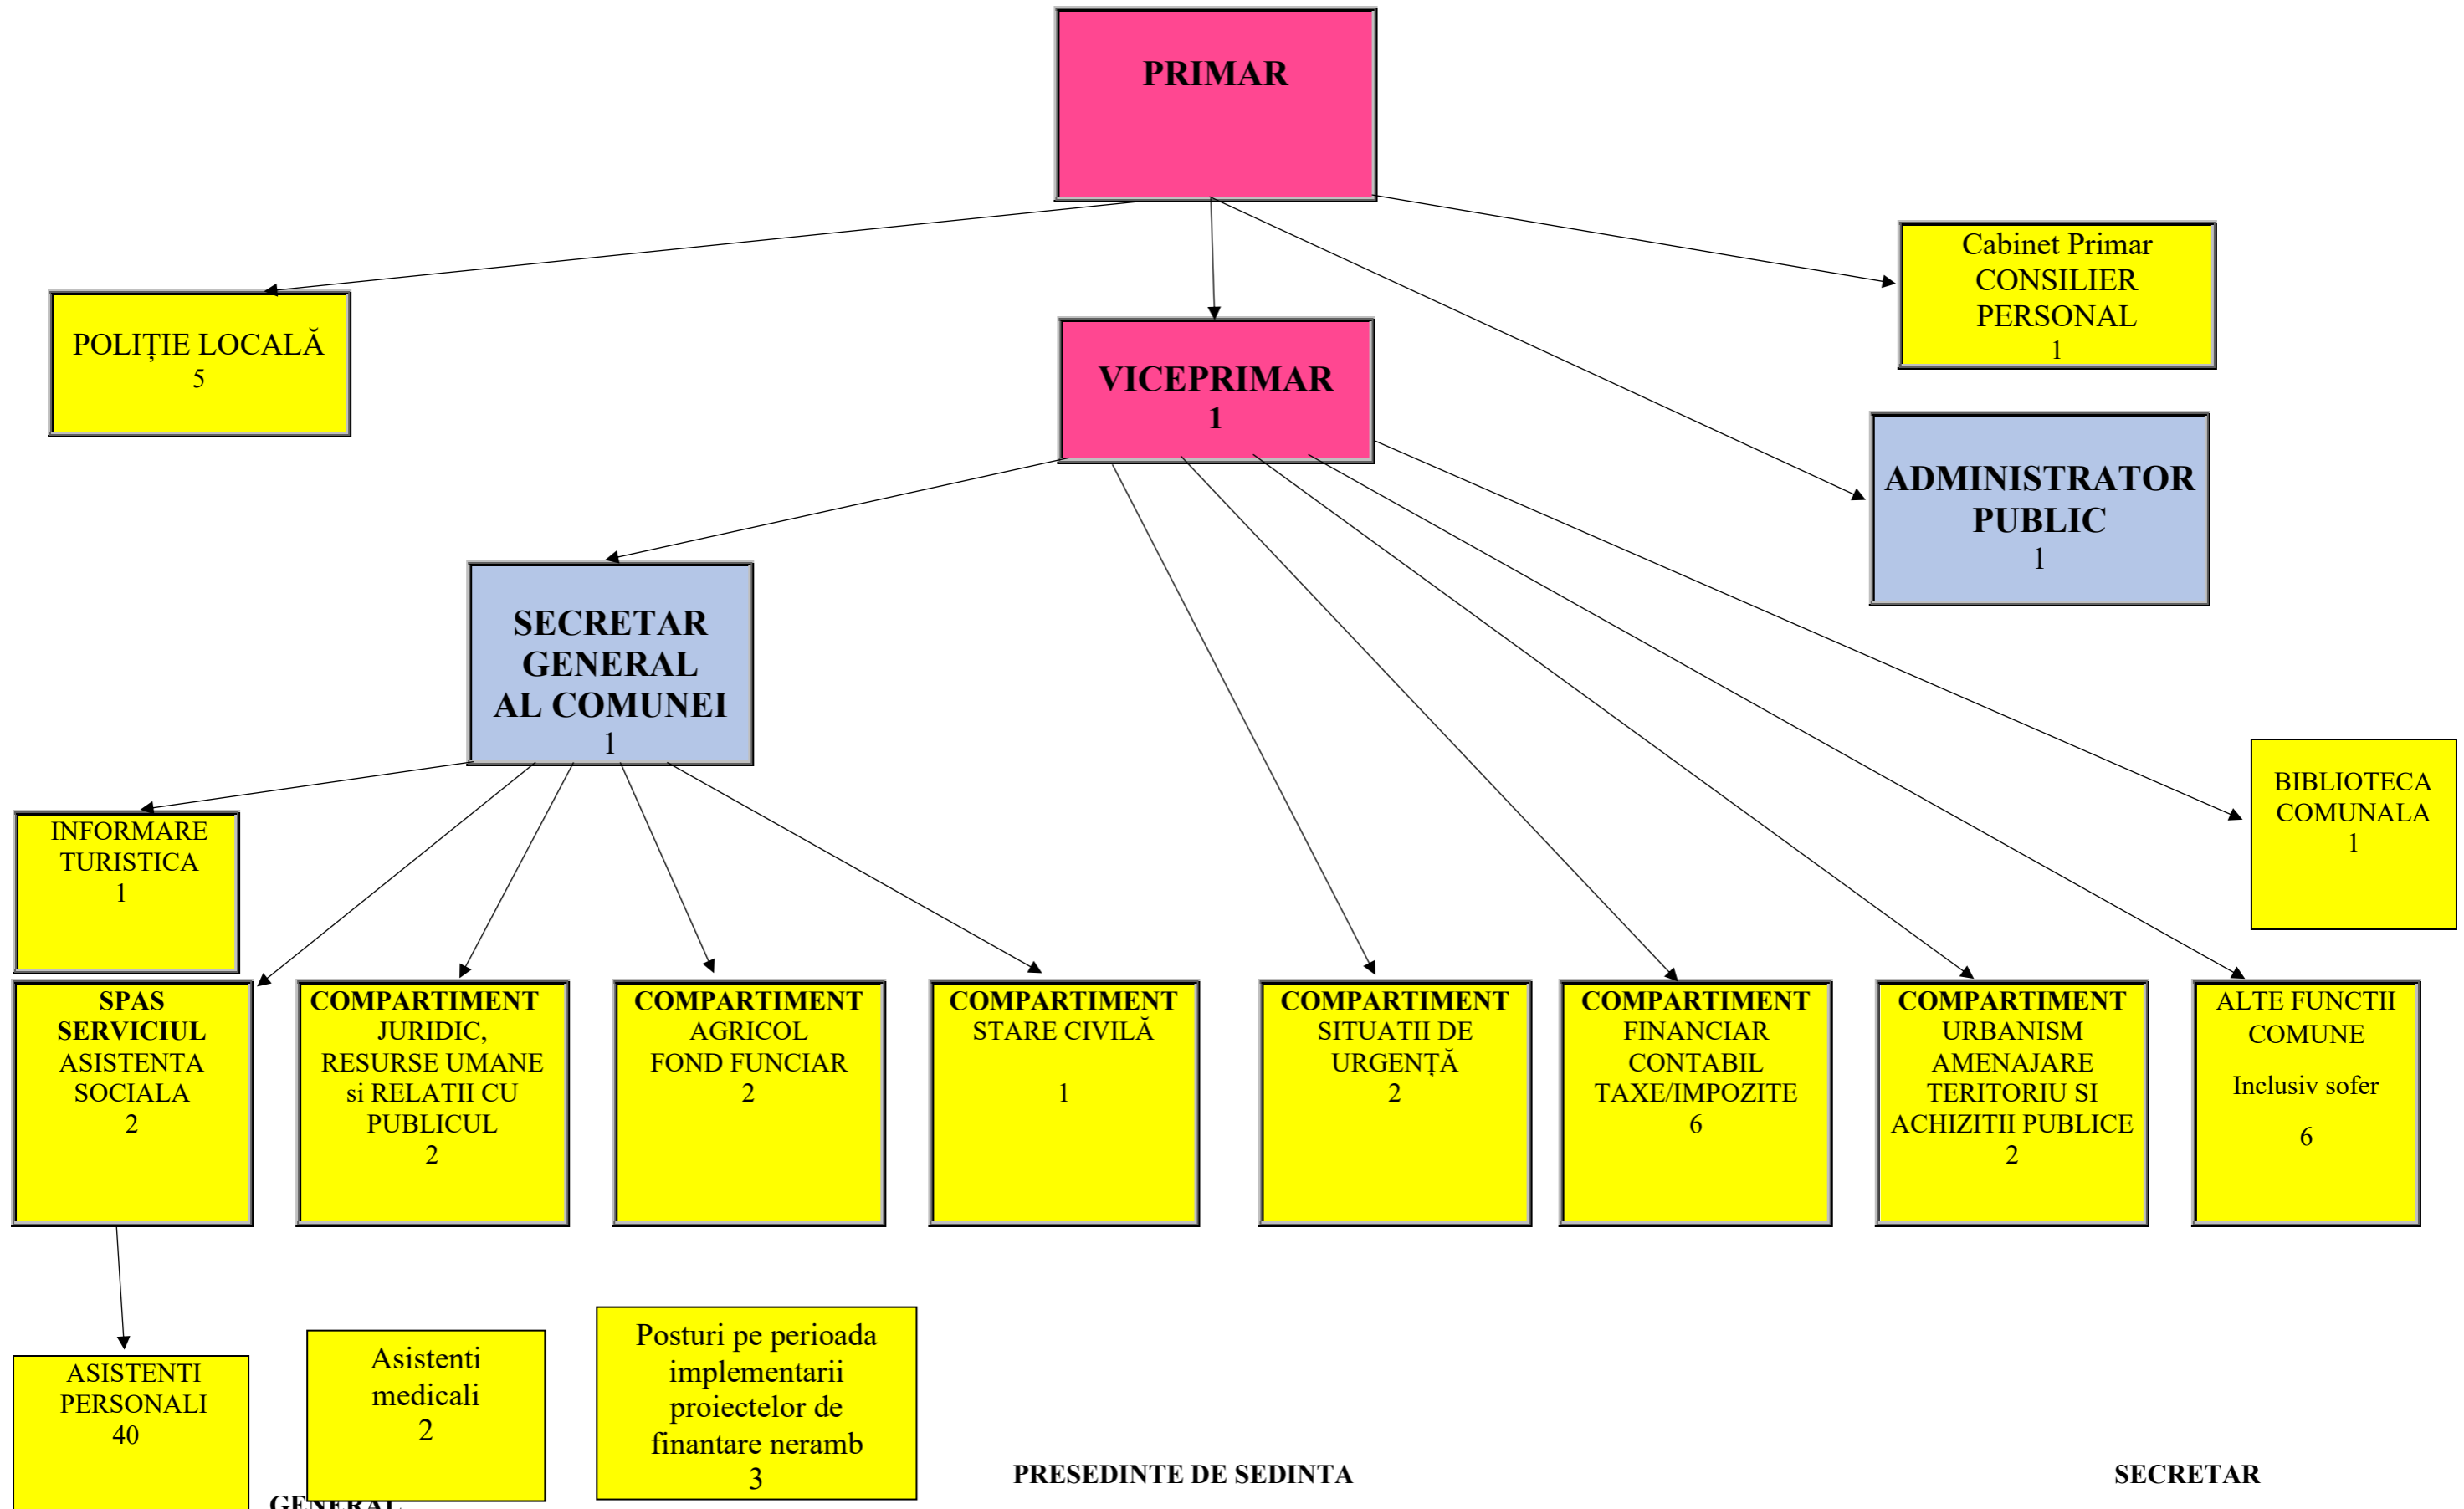 PRIMAR
Cabinet Primar
CONSILIER
PERSONAL
1
POLIȚIE LOCALĂ
5
VICEPRIMAR
1
ADMINISTRATOR
PUBLIC
1
SECRETAR
GENERAL
AL COMUNEI
1
BIBLIOTECA
COMUNALA
1
INFORMARE
TURISTICA
1
SPAS
SERVICIUL
ASISTENTA
SOCIALA
2
COMPARTIMENT
JURIDIC,
RESURSE UMANE
si RELATII CU
PUBLICUL
2
COMPARTIMENT
AGRICOL
FOND FUNCIAR
2
COMPARTIMENT
STARE CIVILĂ
1
COMPARTIMENT
SITUATII DE
URGENȚĂ
2
COMPARTIMENT
FINANCIAR
CONTABIL
TAXE/IMPOZITE
6
COMPARTIMENT
URBANISM
AMENAJARE
TERITORIU SI
ACHIZITII PUBLICE
2
ALTE FUNCTII
COMUNE
Inclusiv sofer
6
ASISTENTI
PERSONALI
40
Asistenti
medicali
2
Posturi pe perioada
implementarii
proiectelor de
finantare neramb
3
PRESEDINTE DE SEDINTA
SECRETAR
GENERAL